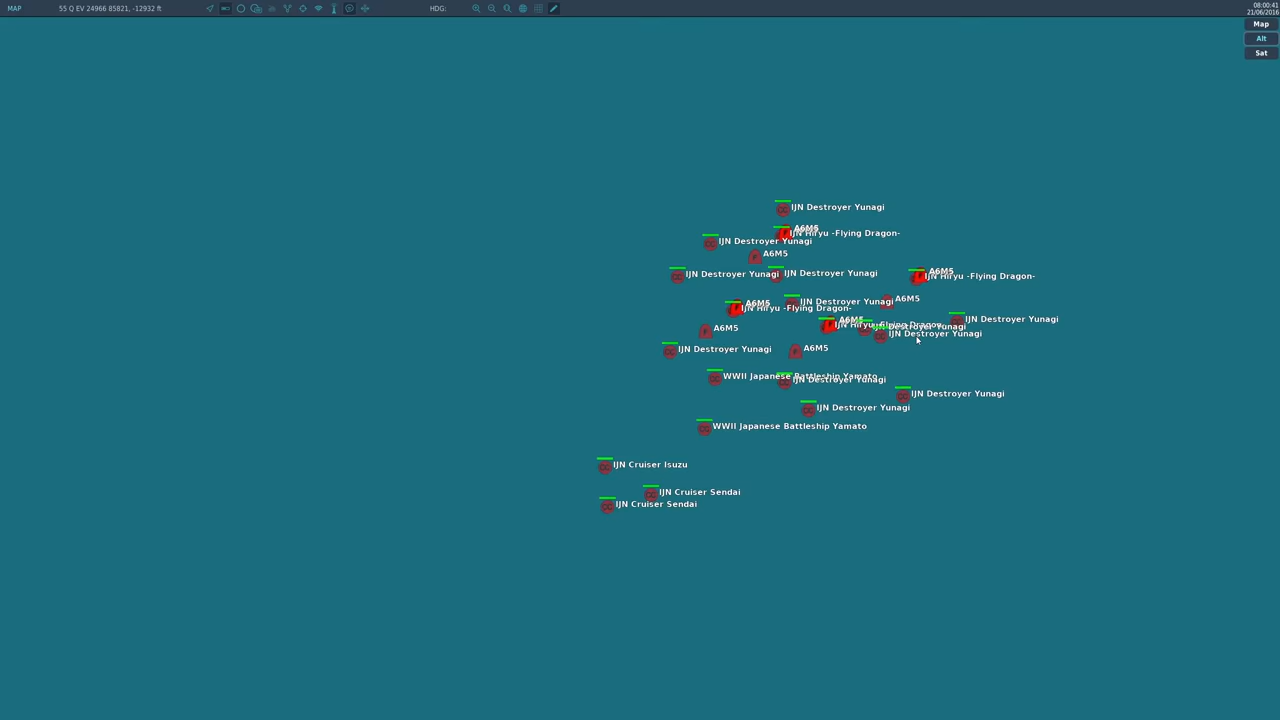 MAP
55 Q EV 24966 85821, -12932 ft
HDG:
08:00:41
21/06/2016
Map
Alt
Sat
IJN Destroyer Yunagi
A6M5
IJN Hiryu -Flying Dragon-
IJN Destroyer Yunagi
A6M5
IJN Destroyer Yunagi
IJN Destroyer Yunagi
A6M5
IJN Hiryu -Flying Dragon-
A6M5
IJN Destroyer Yunagi
A6M5
IJN Hiryu -Flying Dragon-
IJN Destroyer Yunagi
A6M5
IJN Hiryu -Flying Dragon-
IJN Destroyer Yunagi
A6M5
IJN Destroyer Yunagi
A6M5
IJN Destroyer Yunagi
WWII Japanese Battleship Yamato
IJN Destroyer Yunagi
IJN Destroyer Yunagi
IJN Destroyer Yunagi
WWII Japanese Battleship Yamato
IJN Cruiser Isuzu
IJN Cruiser Sendai
IJN Cruiser Sendai